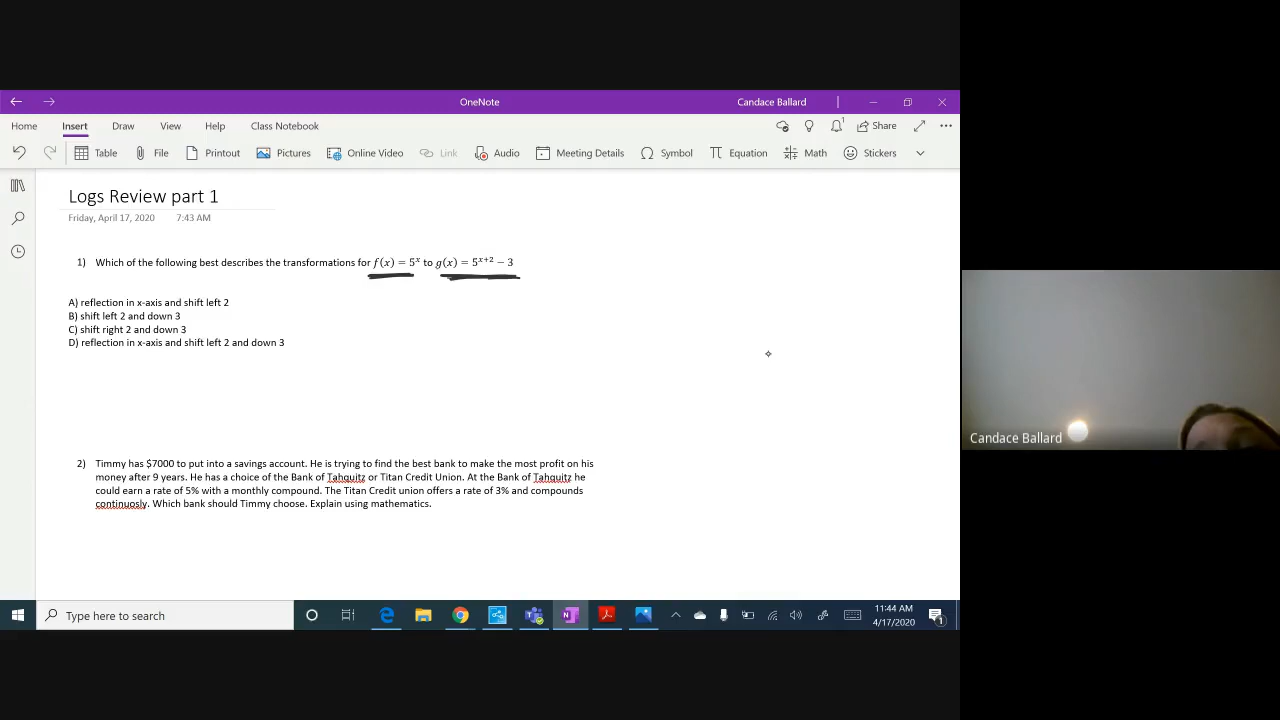 OneNote
Candace Ballard
Home Insert Draw View Help Class Notebook
1
Share
Table File Printout Pictures Online Video Link Audio Meeting Details Symbol Equation Math Stickers
Logs Review part 1
Friday, April 17, 2020 7:43 AM
1) Which of the following best describes the transformations for f(x) = 5ˣ to g(x) = 5ˣ⁺² − 3
A) reflection in x-axis and shift left 2
B) shift left 2 and down 3
C) shift right 2 and down 3
D) reflection in x-axis and shift left 2 and down 3
Candace Ballard
2) Timmy has $7000 to put into a savings account. He is trying to find the best bank to make the most profit on his
money after 9 years. He has a choice of the Bank of Tahquitz or Titan Credit Union. At the Bank of Tahquitz he
could earn a rate of 5% with a monthly compound. The Titan Credit union offers a rate of 3% and compounds
continuosly. Which bank should Timmy choose. Explain using mathematics.
Type here to search
11:44 AM
4/17/2020
1